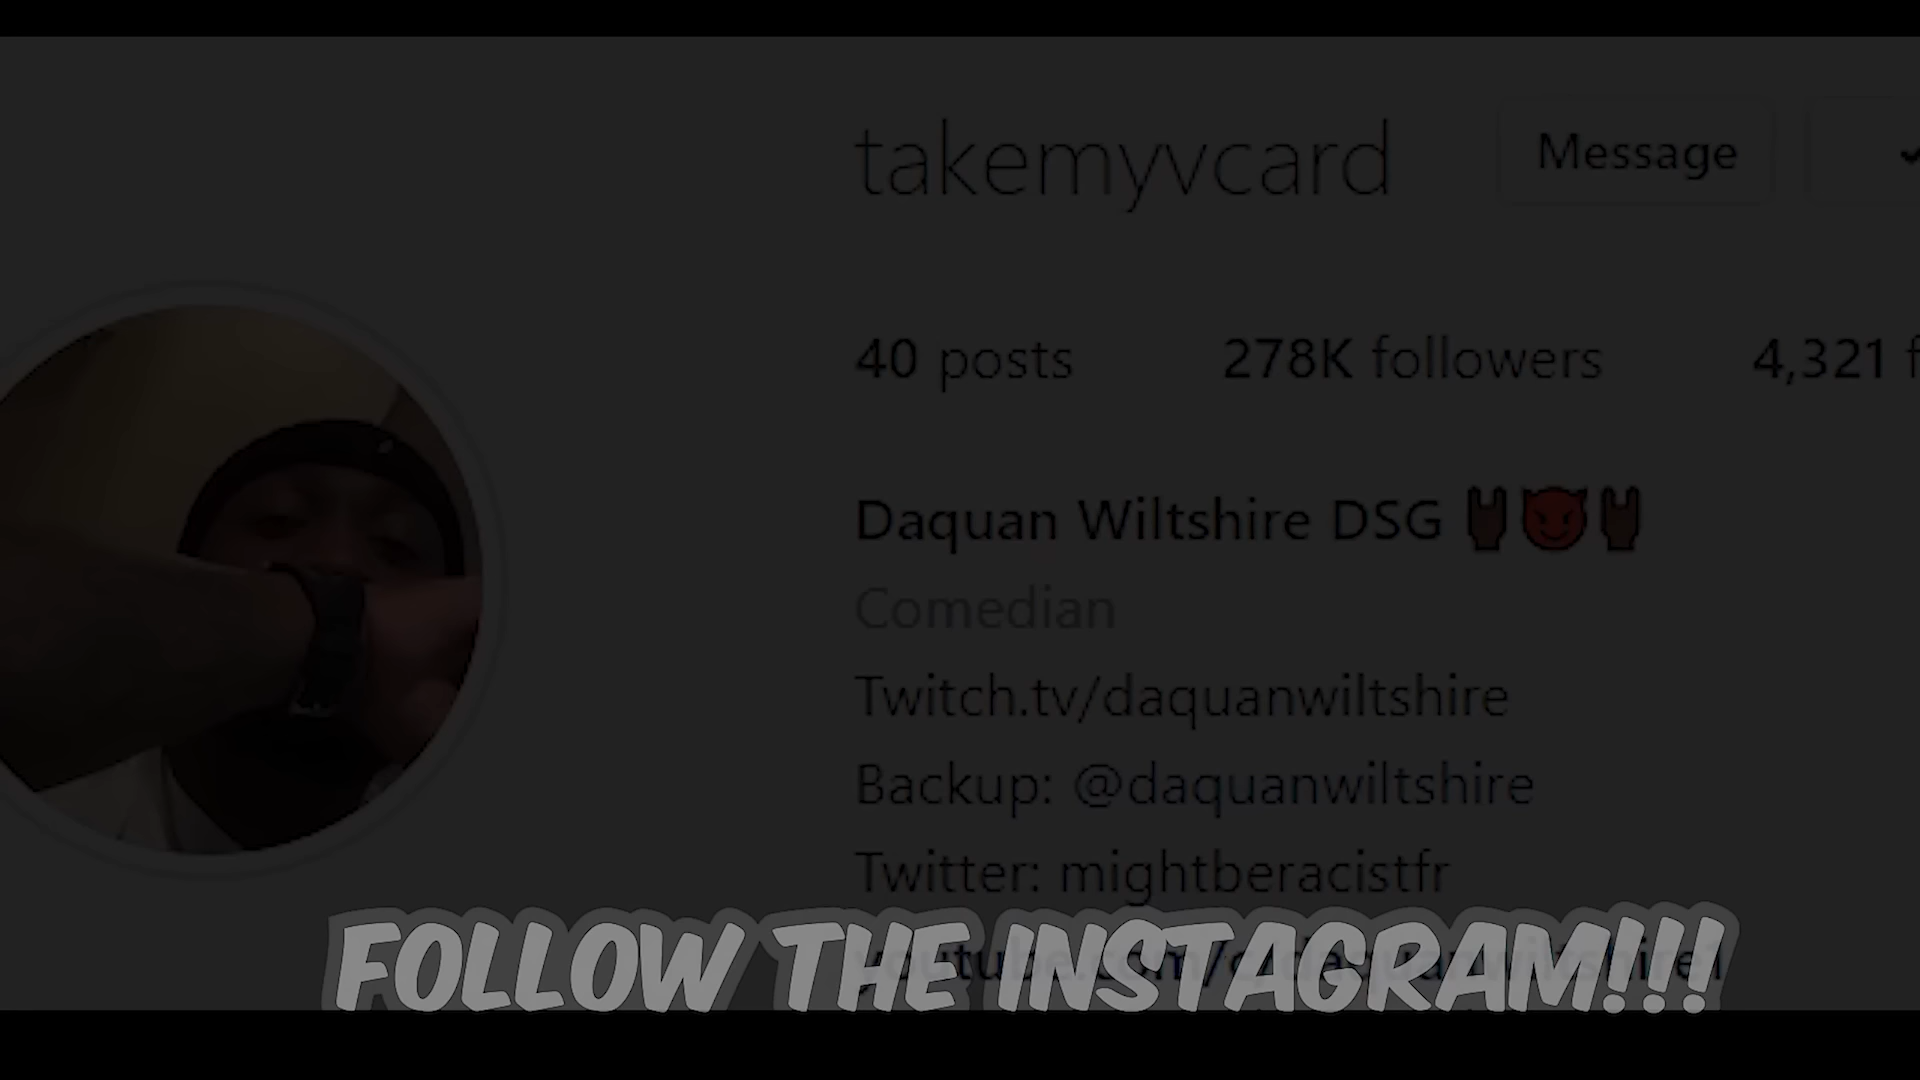 takemyvcard Message
40 posts 278K followers 4,321 f
Daquan Wiltshire DSG
Comedian
Twitch.tv/daquanwiltshire
Backup: @daquanwiltshire
Twitter: mightberacistfr
FOLLOW THE INSTAGRAM!!!